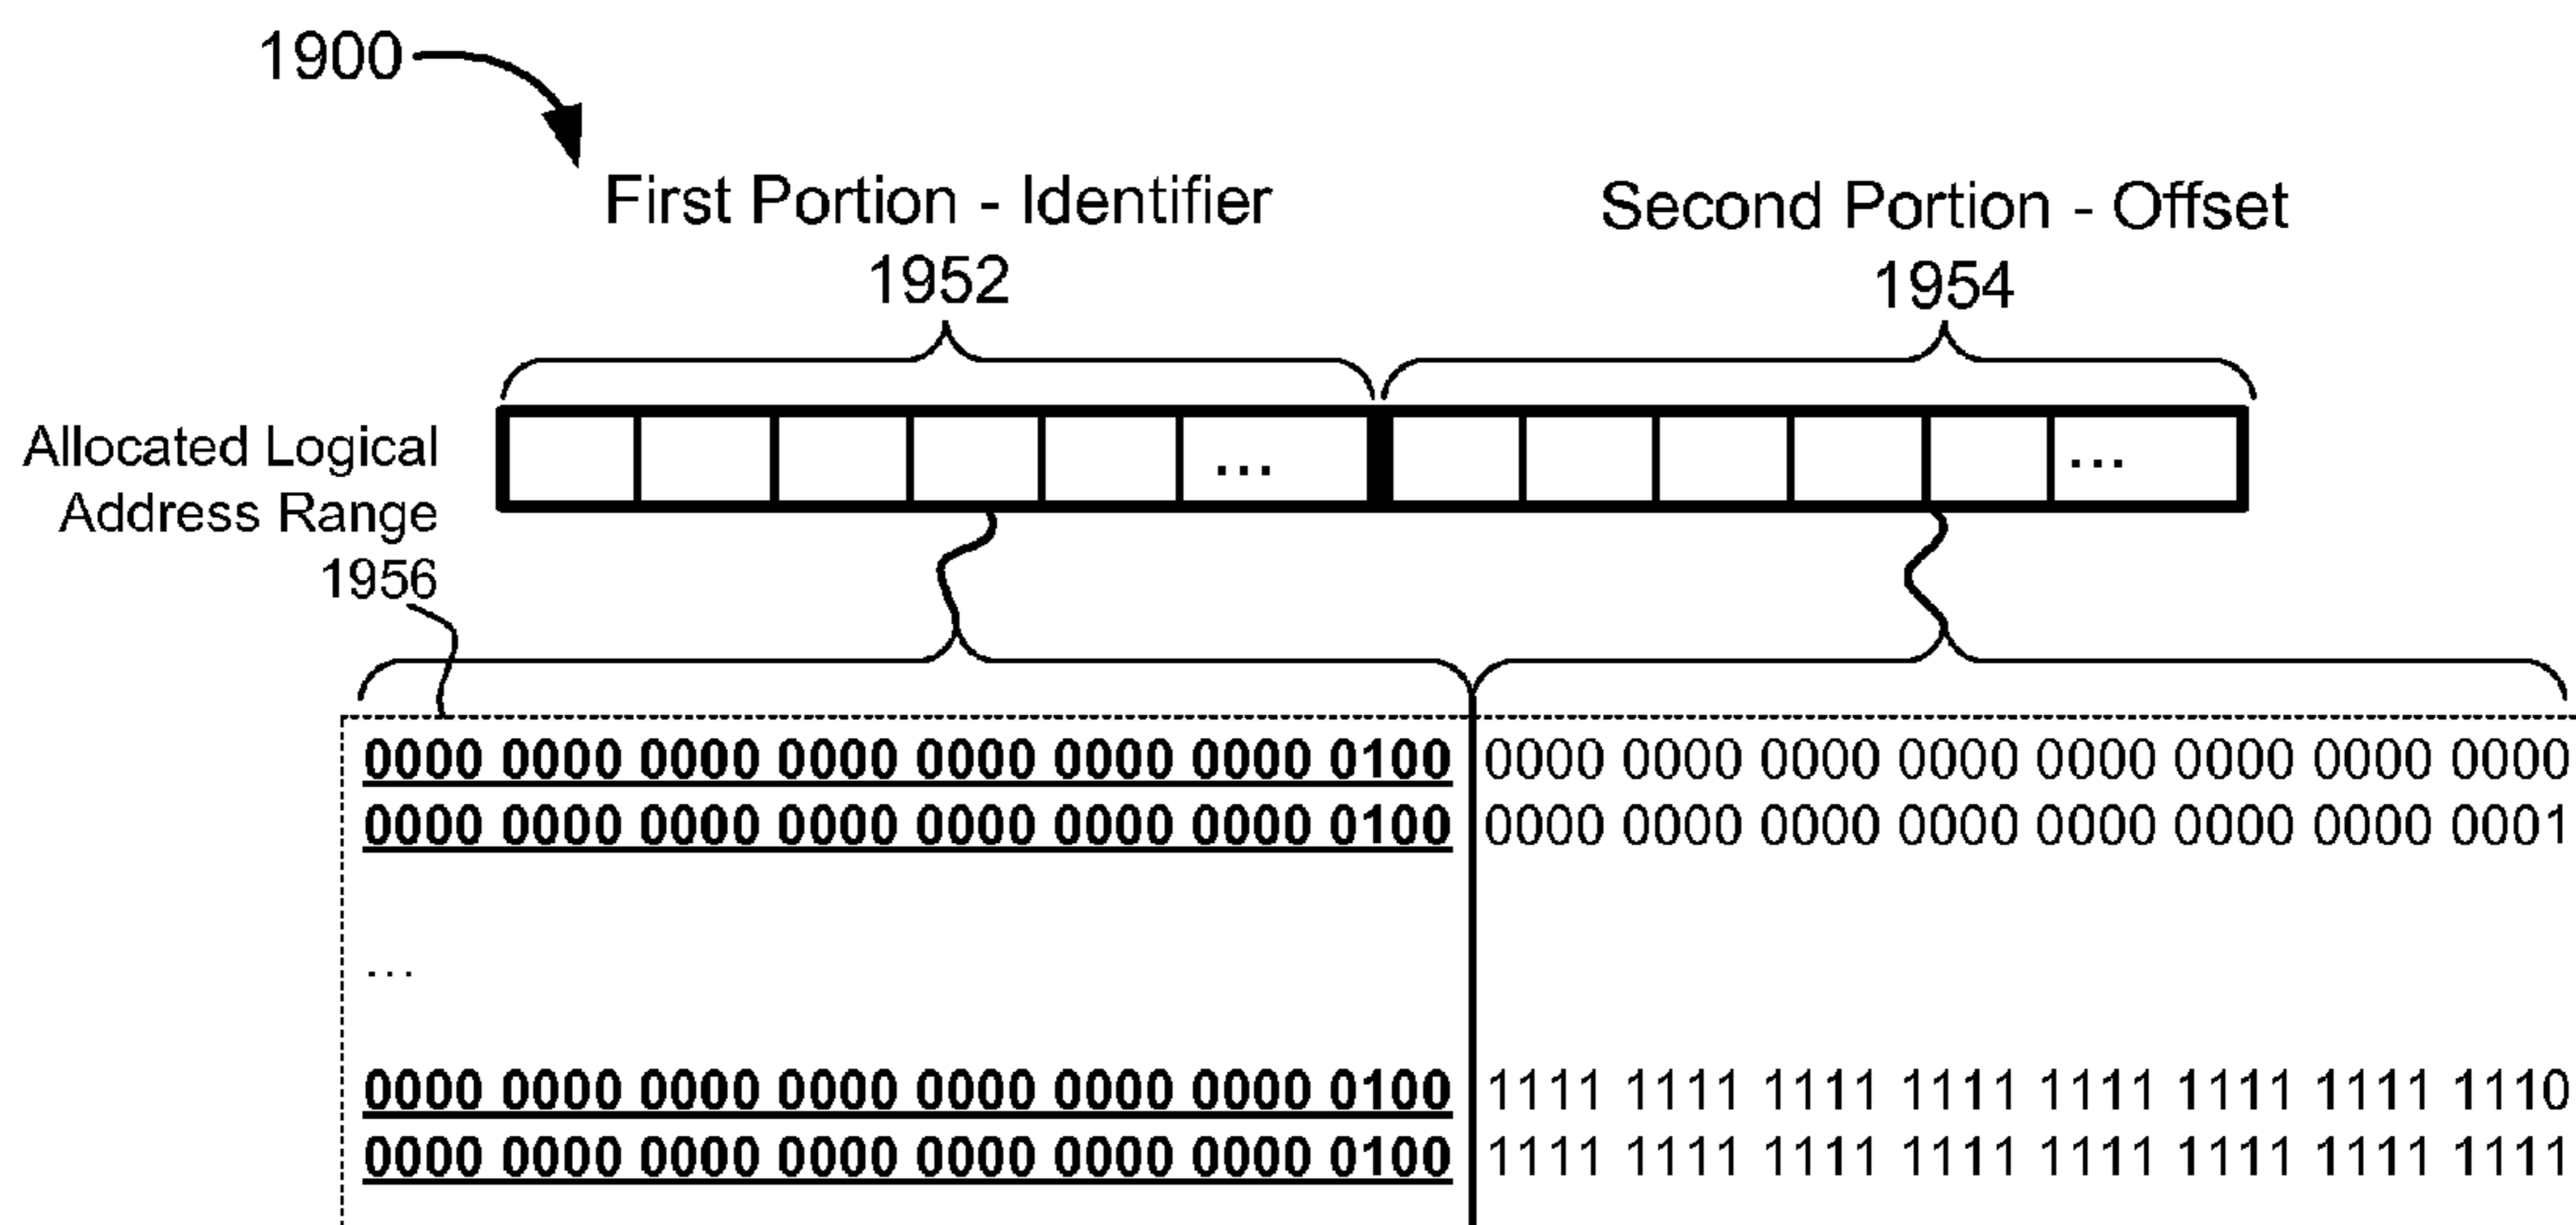 1900
First Portion - Identifier
1952
Second Portion - Offset
1954
... ...
Allocated Logical
Address Range
1956
0000 0000 0000 0000 0000 0000 0000 0100 0000 0000 0000 0000 0000 0000 0000 0000
0000 0000 0000 0000 0000 0000 0000 0100 0000 0000 0000 0000 0000 0000 0000 0001
...
0000 0000 0000 0000 0000 0000 0000 0100 1111 1111 1111 1111 1111 1111 1111 1110
0000 0000 0000 0000 0000 0000 0000 0100 1111 1111 1111 1111 1111 1111 1111 1111